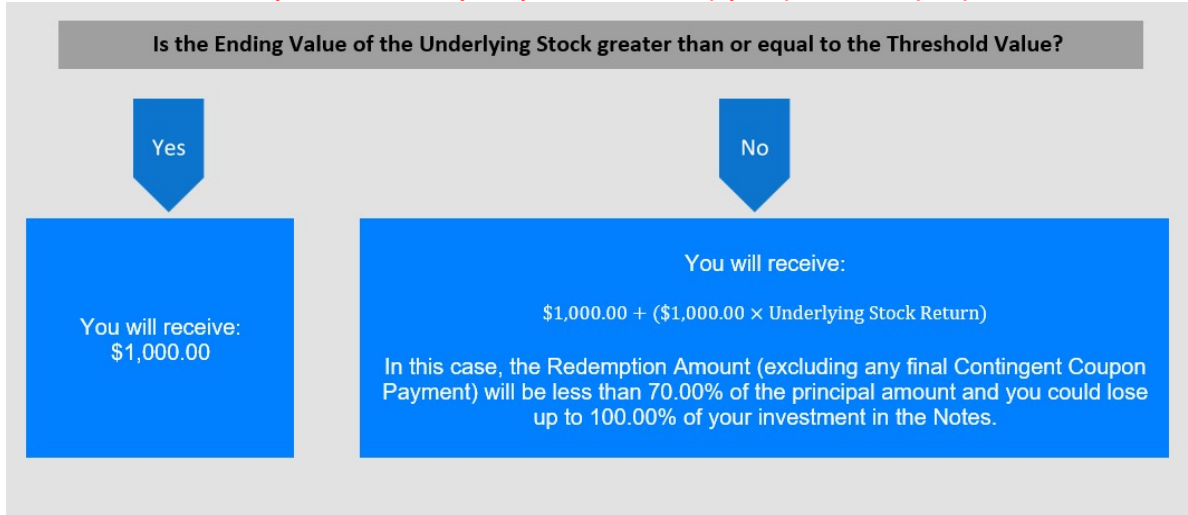 Is the Ending Value of the Underlying Stock greater than or equal to the Threshold Value?
Yes
No
You will receive:
$1,000.00
You will receive:
$1,000.00 + ($1,000.00 × Underlying Stock Return)
In this case, the Redemption Amount (excluding any final Contingent Coupon
Payment) will be less than 70.00% of the principal amount and you could lose
up to 100.00% of your investment in the Notes.